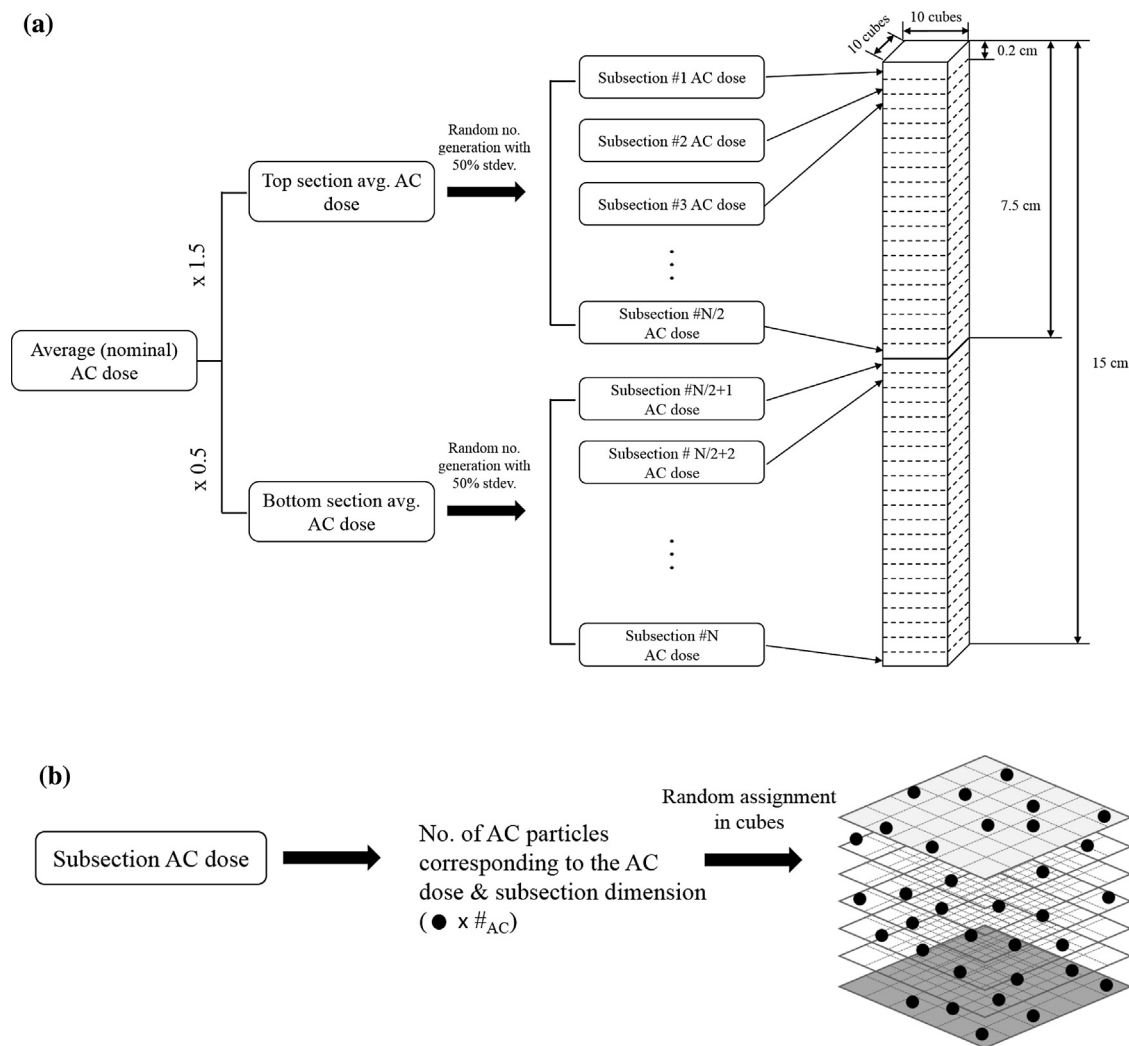 (a)
10 cubes
10 cubes
0.2 cm
Subsection #1 AC dose
Random no.
generation with
50% stdev.
Subsection #2 AC dose
Top section avg. AC
dose
Subsection #3 AC dose
7.5 cm
x 1.5
Subsection #N/2
AC dose
Average (nominal)
AC dose
15 cm
Subsection #N/2+1
AC dose
x 0.5
Random no.
generation with
50% stdev.
Subsection # N/2+2
AC dose
Bottom section avg.
AC dose
Subsection #N
AC dose
(b)
Subsection AC dose
No. of AC particles
corresponding to the AC
dose & subsection dimension
(● x #AC)
Random assignment
in cubes